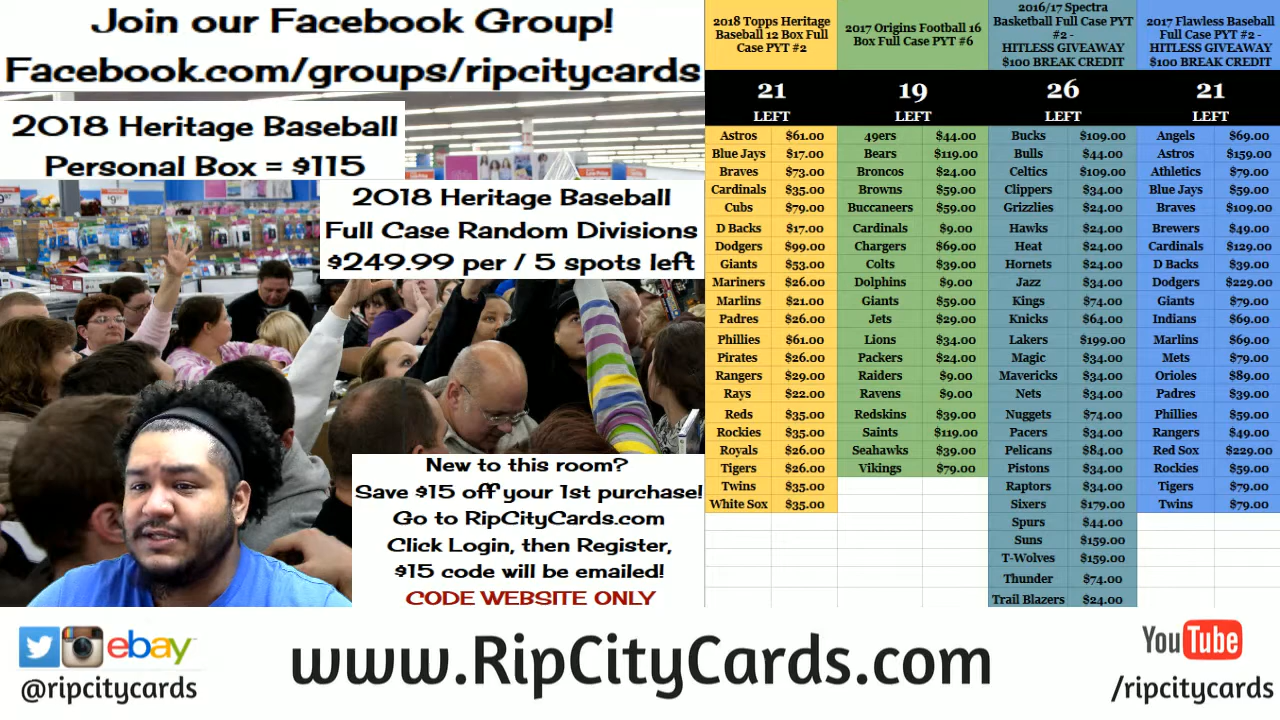 Join our Facebook Group!
Facebook.com/groups/ripcitycards
2018 Heritage Baseball
Personal Box = $115
2018 Heritage Baseball
Full Case Random Divisions
$249.99 per / 5 spots left
New to this room?
Save $15 off your 1st purchase!
Go to RipCityCards.com
Click Login, then Register,
$15 code will be emailed!
CODE WEBSITE ONLY
2018 Topps Heritage
Baseball 12 Box Full
Case PYT #2
21
LEFT
Astros $61.00
Blue Jays $17.00
Braves $73.00
Cardinals $35.00
Cubs $79.00
D Backs $17.00
Dodgers $99.00
Giants $53.00
Mariners $26.00
Marlins $21.00
Padres $26.00
Phillies $61.00
Pirates $26.00
Rangers $29.00
Rays $22.00
Reds $35.00
Rockies $35.00
Royals $26.00
Tigers $26.00
Twins $35.00
White Sox $35.00
2017 Origins Football 16
Box Full Case PYT #6
19
LEFT
49ers $44.00
Bears $119.00
Broncos $24.00
Browns $59.00
Buccaneers $59.00
Cardinals $9.00
Chargers $69.00
Colts $39.00
Dolphins $9.00
Giants $59.00
Jets $29.00
Lions $34.00
Packers $24.00
Raiders $9.00
Ravens $9.00
Redskins $39.00
Saints $119.00
Seahawks $39.00
Vikings $79.00
2016/17 Spectra
Basketball Full Case PYT
#2 -
HITLESS GIVEAWAY
$100 BREAK CREDIT
26
LEFT
Bucks $109.00
Bulls $44.00
Celtics $109.00
Clippers $34.00
Grizzlies $24.00
Hawks $24.00
Heat $24.00
Hornets $24.00
Jazz $34.00
Kings $74.00
Knicks $64.00
Lakers $199.00
Magic $34.00
Mavericks $34.00
Nets $34.00
Nuggets $74.00
Pacers $34.00
Pelicans $84.00
Pistons $34.00
Raptors $34.00
Sixers $179.00
Spurs $44.00
Suns $159.00
T-Wolves $159.00
Thunder $74.00
Trail Blazers $24.00
2017 Flawless Baseball
Full Case PYT #2 -
HITLESS GIVEAWAY
$100 BREAK CREDIT
21
LEFT
Angels $69.00
Astros $159.00
Athletics $79.00
Blue Jays $59.00
Braves $109.00
Brewers $49.00
Cardinals $129.00
D Backs $39.00
Dodgers $229.00
Giants $79.00
Indians $69.00
Marlins $69.00
Mets $79.00
Orioles $89.00
Padres $39.00
Phillies $59.00
Rangers $49.00
Red Sox $229.00
Rockies $59.00
Tigers $79.00
Twins $79.00
ebay
@ripcitycards
www.RipCityCards.com
YouTube
/ripcitycards